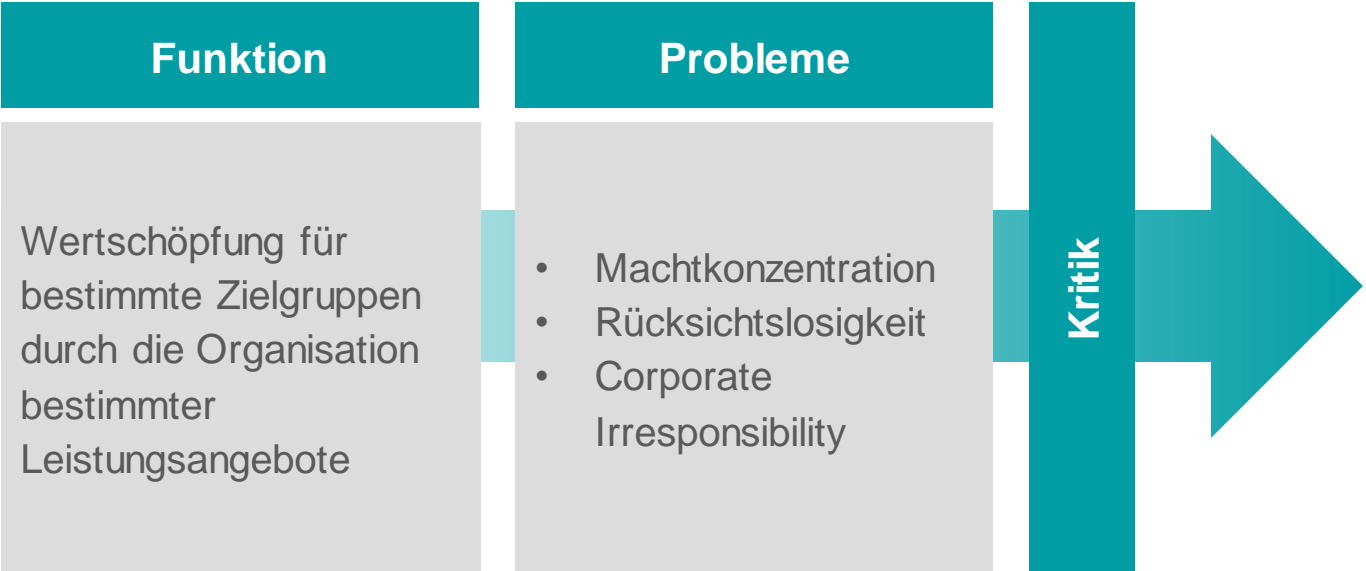 Funktion
Wertschöpfung für
bestimmte Zielgruppen
durch die Organisation
bestimmter
Leistungsangebote
Probleme
• Machtkonzentration
• Rücksichtslosigkeit
• Corporate
Irresponsibility
Kritik